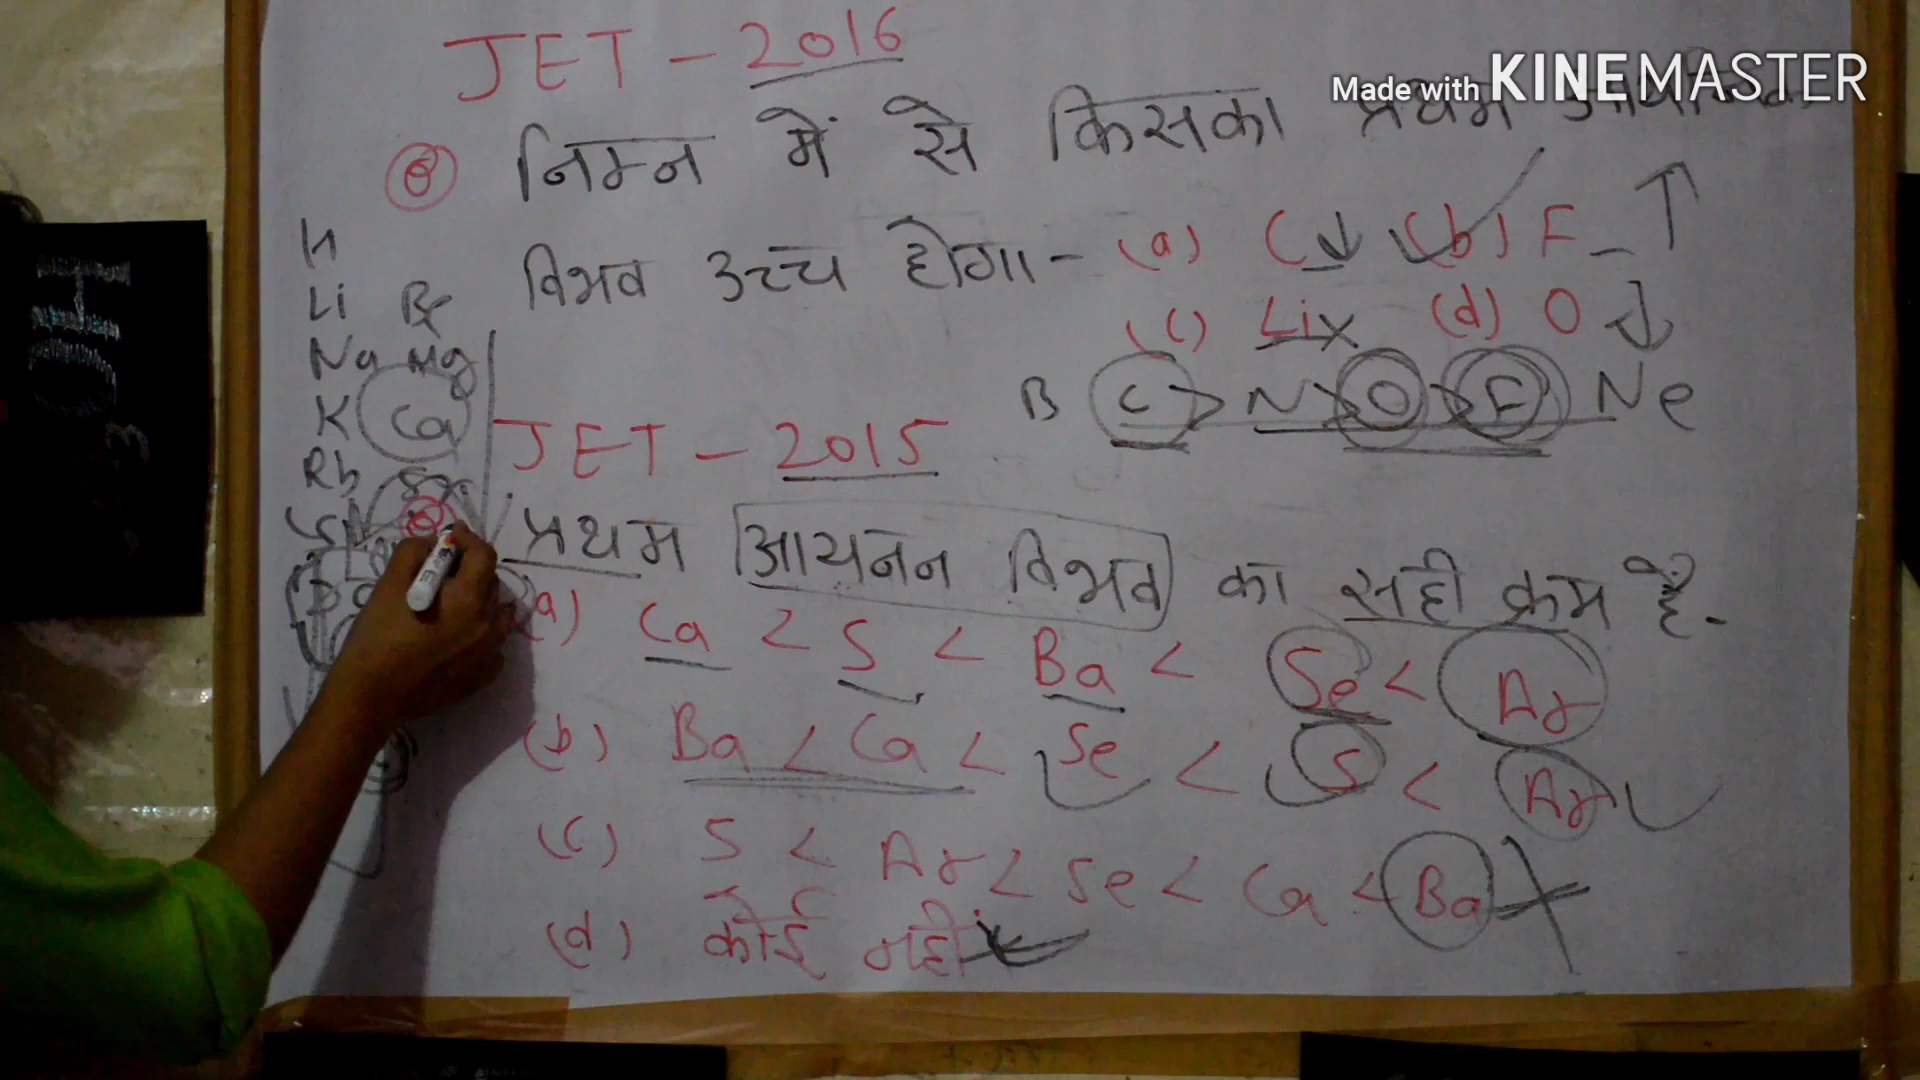 JET - 2016
Made with KINEMASTER
निम्न में से किसका प्रथम
विभव उच्च होगा - (a) C (b) F
(c) Li (d) O
B C > N > O > F Ne
H
Li
Na Mg
K Ca
Rb
JET - 2015
प्रथम आयनन विभव का सही क्रम है -
(a) Ca < S < Ba < Se < Ar
(b) Ba < Ca < Se < S < Ar
(c) S < Ar < Se < Ca < Ba
(d) कोई नही